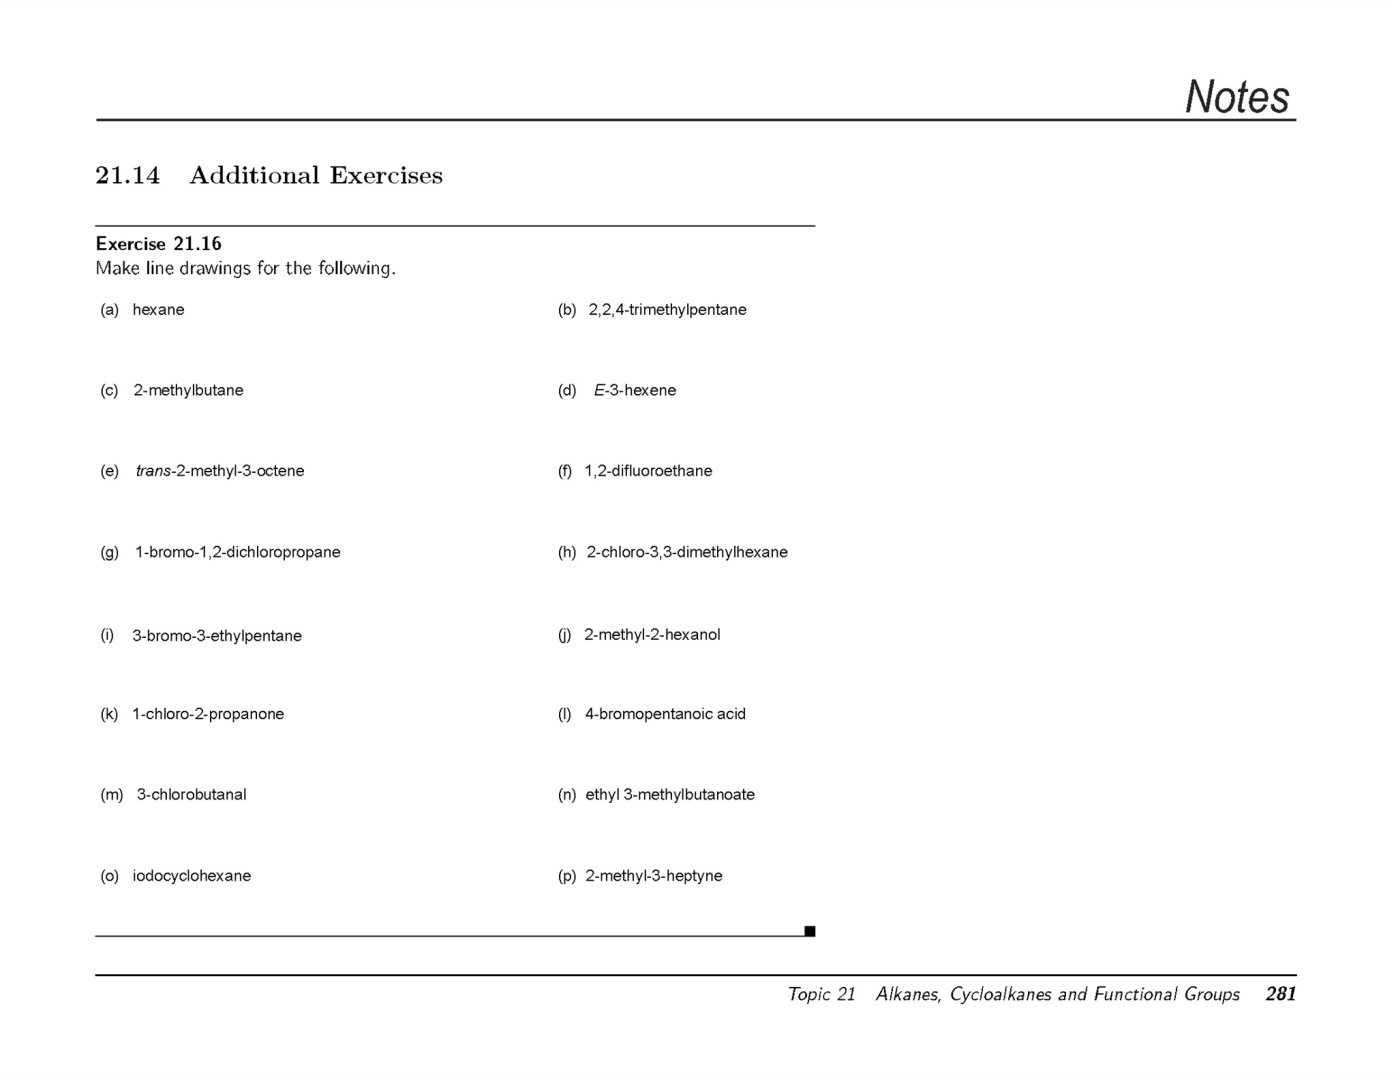 Notes
21.14 Additional Exercises
Exercise 21.16
Make line drawings for the following.
(a) hexane
(b) 2,2,4-trimethylpentane
(c) 2-methylbutane
(d) E-3-hexene
(e) trans-2-methyl-3-octene
(f) 1,2-difluoroethane
(g) 1-bromo-1,2-dichloropropane
(h) 2-chloro-3,3-dimethylhexane
(i) 3-bromo-3-ethylpentane
(j) 2-methyl-2-hexanol
(k) 1-chloro-2-propanone
(l) 4-bromopentanoic acid
(m) 3-chlorobutanal
(n) ethyl 3-methylbutanoate
(o) iodocyclohexane
(p) 2-methyl-3-heptyne
Topic 21 Alkanes, Cycloalkanes and Functional Groups 281